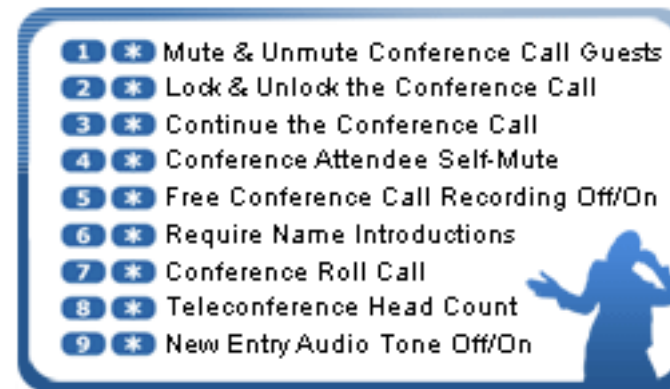 1 * Mute & Unmute Conference Call Guests
2 * Lock & Unlock the Conference Call
3 * Continue the Conference Call
4 * Conference Attendee Self-Mute
5 * Free Conference Call Recording Off/On
6 * Require Name Introductions
7 * Conference Roll Call
8 * Teleconference Head Count
9 * New Entry Audio Tone Off/On